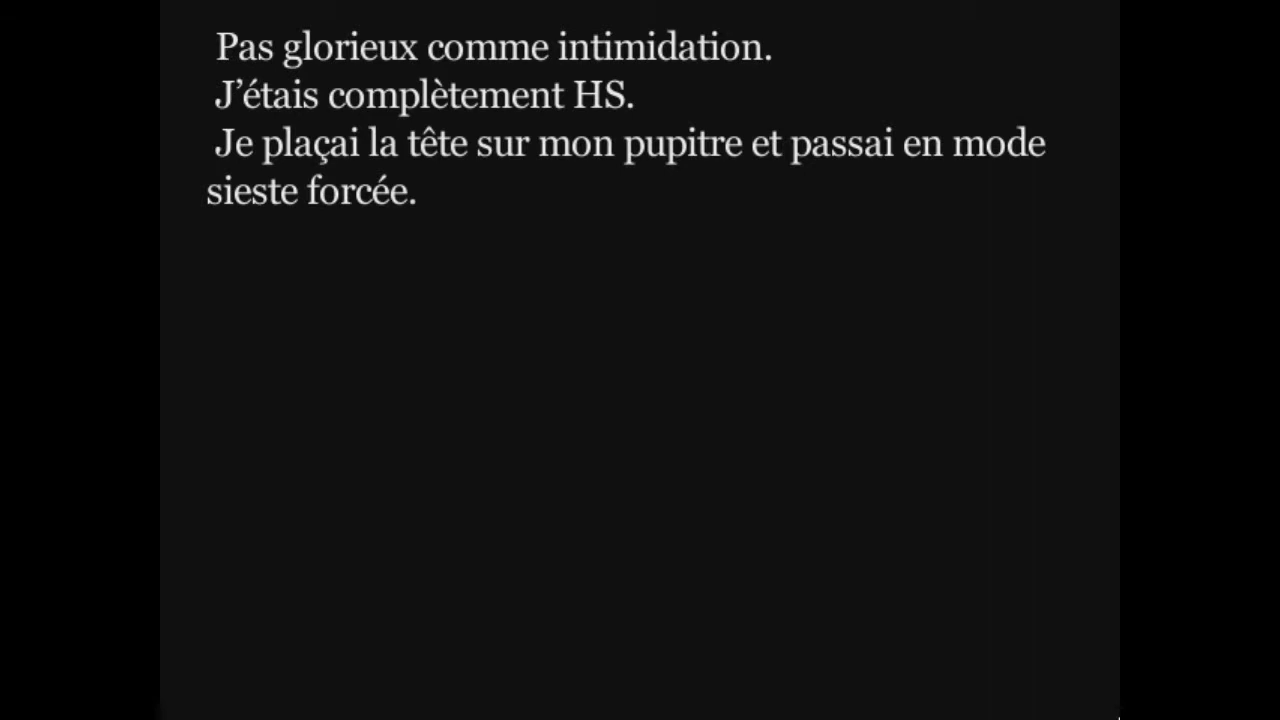 Pas glorieux comme intimidation.
J’étais complètement HS.
Je plaçai la tête sur mon pupitre et passai en mode
sieste forcée.